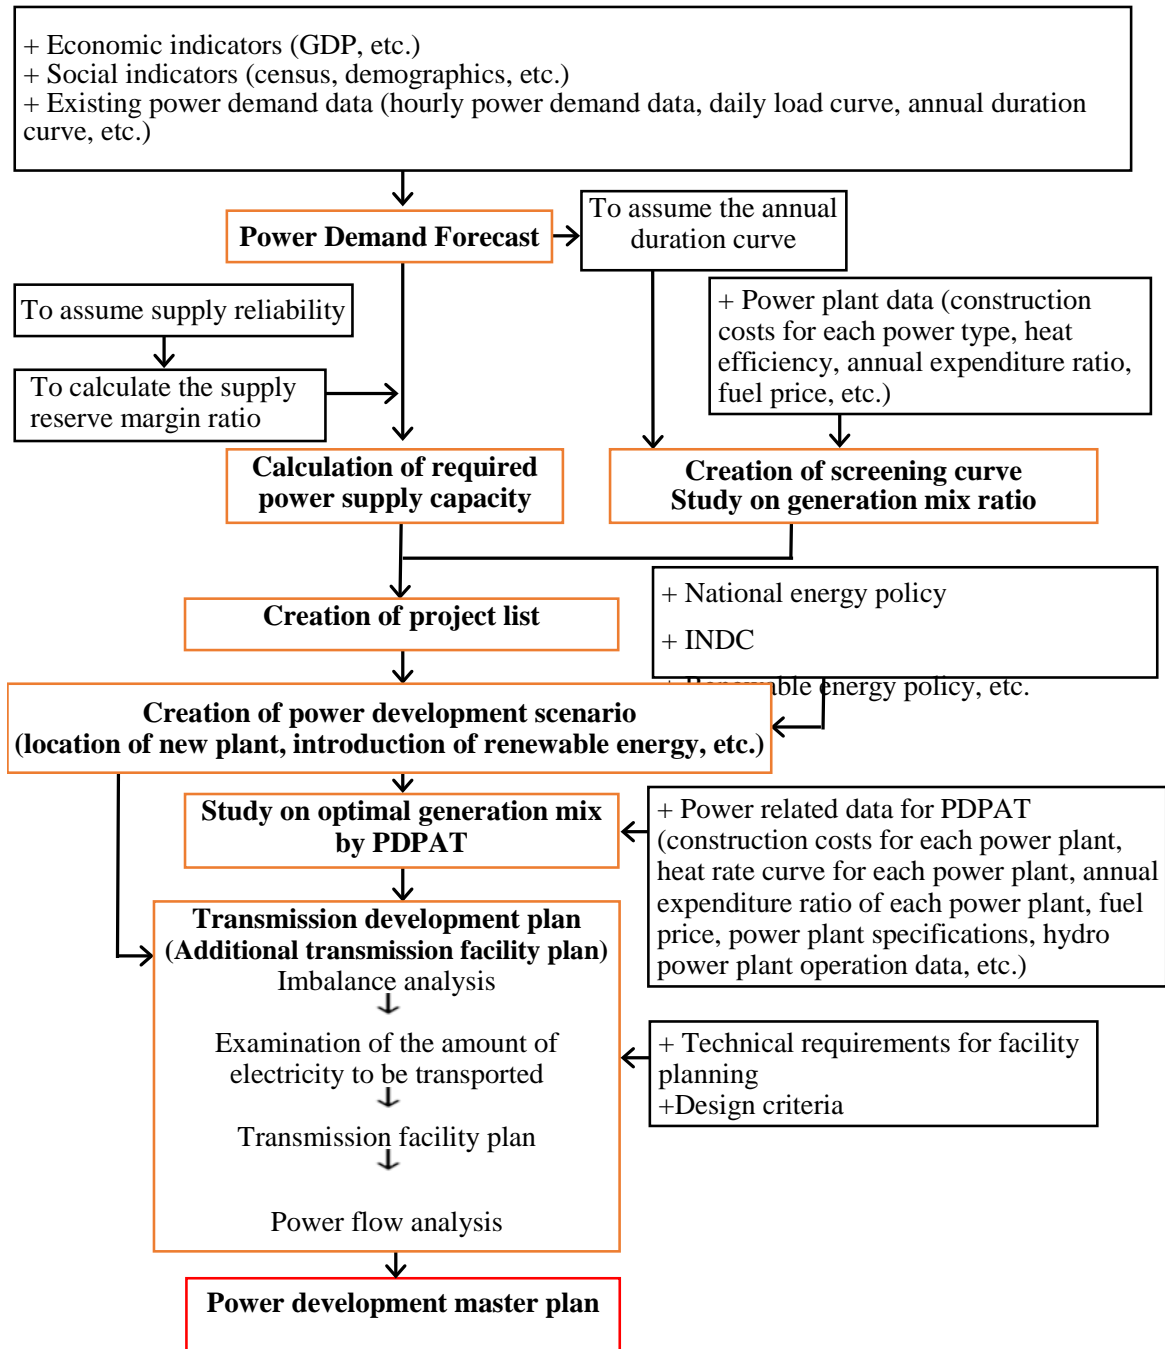 + Economic indicators (GDP, etc.)
+ Social indicators (census, demographics, etc.)
+ Existing power demand data (hourly power demand data, daily load curve, annual duration
curve, etc.)
Power Demand Forecast
To assume the annual
duration curve
To assume supply reliability
To calculate the supply
reserve margin ratio
+ Power plant data (construction
costs for each power type, heat
efficiency, annual expenditure ratio,
fuel price, etc.)
Calculation of required
power supply capacity
Creation of screening curve
Study on generation mix ratio
Creation of project list
+ National energy policy
+ INDC
+ Renewable energy policy, etc.
Creation of power development scenario
(location of new plant, introduction of renewable energy, etc.)
Study on optimal generation mix
by PDPAT
+ Power related data for PDPAT
(construction costs for each power plant,
heat rate curve for each power plant, annual
expenditure ratio of each power plant, fuel
price, power plant specifications, hydro
power plant operation data, etc.)
Transmission development plan
(Additional transmission facility plan)
Imbalance analysis
Examination of the amount of
electricity to be transported
Transmission facility plan
Power flow analysis
+ Technical requirements for facility
planning
+Design criteria
Power development master plan